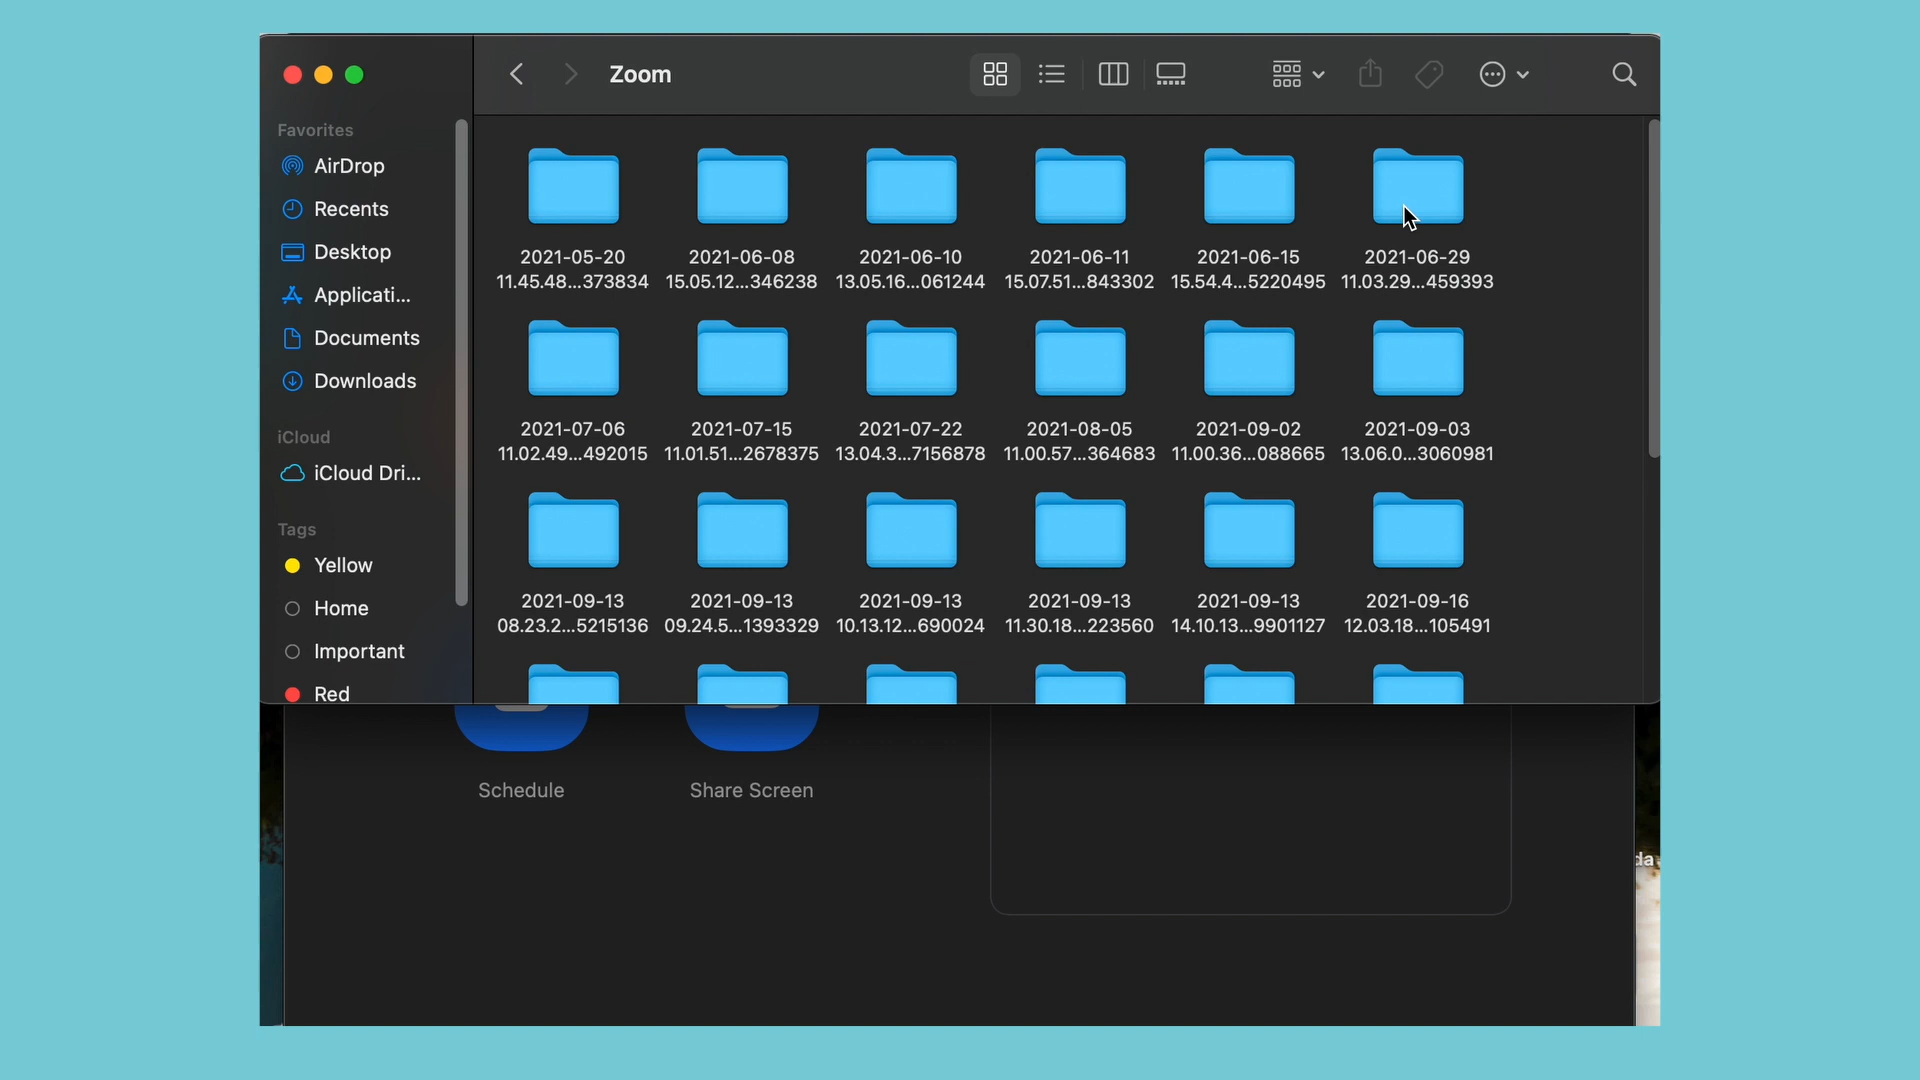 Zoom
Favorites
AirDrop
Recents
Desktop
Applicati...
Documents
Downloads
iCloud
iCloud Dri...
Tags
Yellow
Home
Important
Red
2021-05-20
11.45.48...373834
2021-06-08
15.05.12...346238
2021-06-10
13.05.16...061244
2021-06-11
15.07.51...843302
2021-06-15
15.54.4...5220495
2021-06-29
11.03.29...459393
2021-07-06
11.02.49...492015
2021-07-15
11.01.51...2678375
2021-07-22
13.04.3...7156878
2021-08-05
11.00.57...364683
2021-09-02
11.00.36...088665
2021-09-03
13.06.0...3060981
2021-09-13
08.23.2...5215136
2021-09-13
09.24.5...1393329
2021-09-13
10.13.12...690024
2021-09-13
11.30.18...223560
2021-09-13
14.10.13...9901127
2021-09-16
12.03.18...105491
Schedule
Share Screen
da